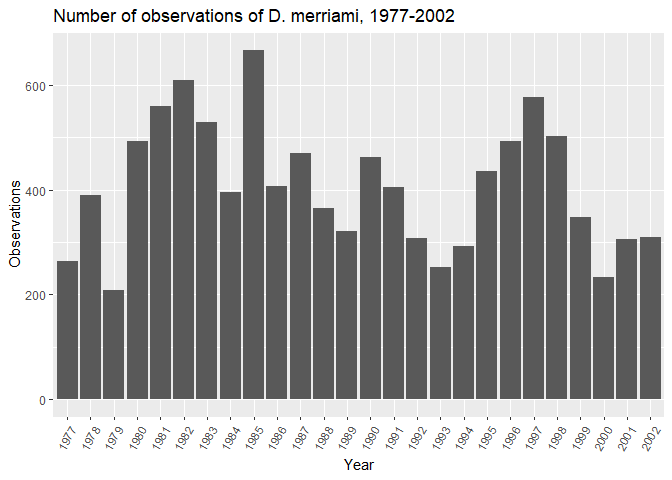 Number of observations of D. merriami, 1977-2002
600
400
200
0
Observations
1977 1978 1979 1980 1981 1982 1983 1984 1985 1986 1987 1988 1989 1990 1991 1992 1993 1994 1995 1996 1997 1998 1999 2000 2001 2002
Year